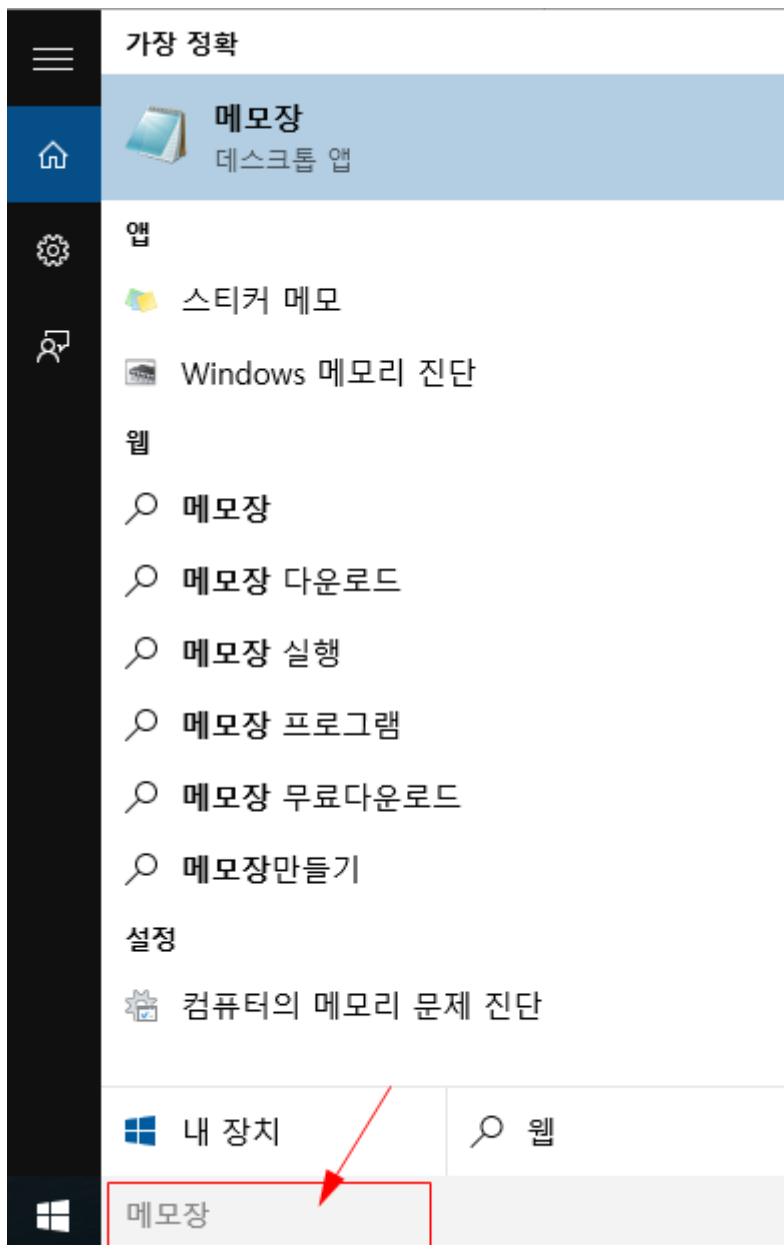 가장 정확
메모장
데스크톱 앱
앱
스티커 메모
Windows 메모리 진단
웹
메모장
메모장 다운로드
메모장 실행
메모장 프로그램
메모장 무료다운로드
메모장만들기
설정
컴퓨터의 메모리 문제 진단
내 장치
웹
메모장